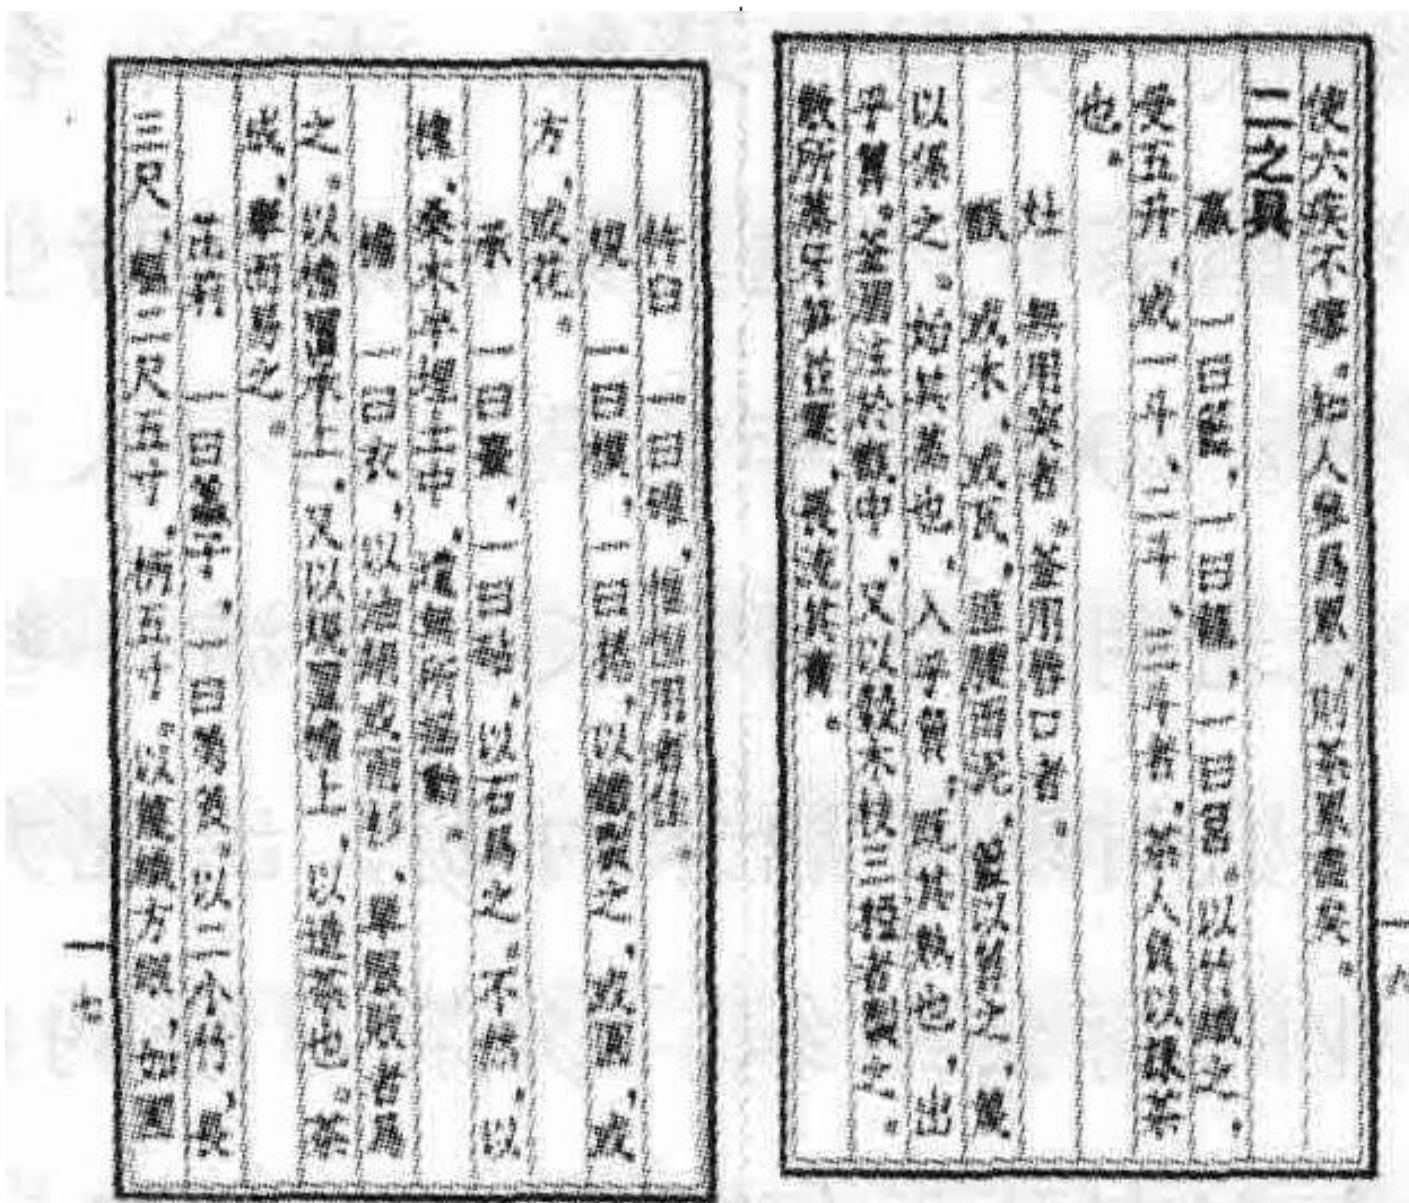 使六疾不瘳。知人參爲累,則茶累盡矣。
二之具
籝 一曰籃,一曰籠,一曰筥。以竹織之,
受五升,或一斗、二斗、三斗者,茶人負以採茶
也。
灶 無用突者。釜用唇口者。
甑 或木、或瓦,匪腰而泥,籃以箄之,篾
以系之。始其蒸也,入乎箄,既其熟也,出
乎箄。釜涸注於甑中,又以榖木枝三椏者製之。
散所蒸牙笋並葉,畏流其膏。
杵臼 一曰碓,惟恒用者佳。
規 一曰模,一曰棬,以鐵製之,或圓、或
方、或花。
承 一曰臺,一曰砧,以石爲之。不然,以
槐、桑木半埋土中,遣無所搖動。
檐 一曰衣,以油絹或雨衫、單服敗者爲
之。以檐置承上,又以規置檐上,以造茶也。茶
成,舉而易之。
芘莉 一曰籝子,一曰篣筤。以二小竹,長
三尺,軀二尺五寸,柄五寸。以篾織方眼,如圃
一七